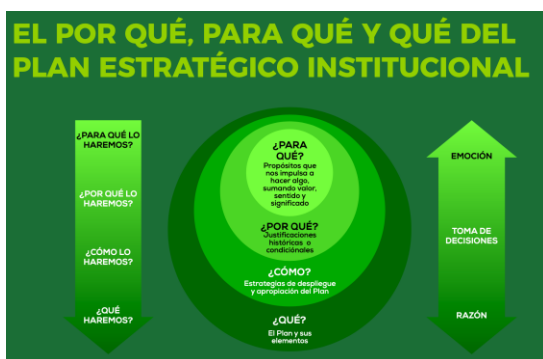 EL POR QUÉ, PARA QUÉ Y QUÉ DEL
PLAN ESTRATÉGICO INSTITUCIONAL
¿PARA QUÉ LO
HAREMOS?
¿POR QUÉ LO
HAREMOS?
¿CÓMO LO
HAREMOS?
¿QUÉ
HAREMOS?
¿PARA
QUÉ?
Propósitos que
nos impulsa a
hacer algo,
sumando valor,
sentido y
significado
¿POR QUÉ?
Justificaciones
históricas o
condiciónales
¿CÓMO?
Estrategias de despliegue
y apropiación del Plan
¿QUÉ?
El Plan y sus
elementos
EMOCIÓN
TOMA DE
DECISIONES
RAZÓN